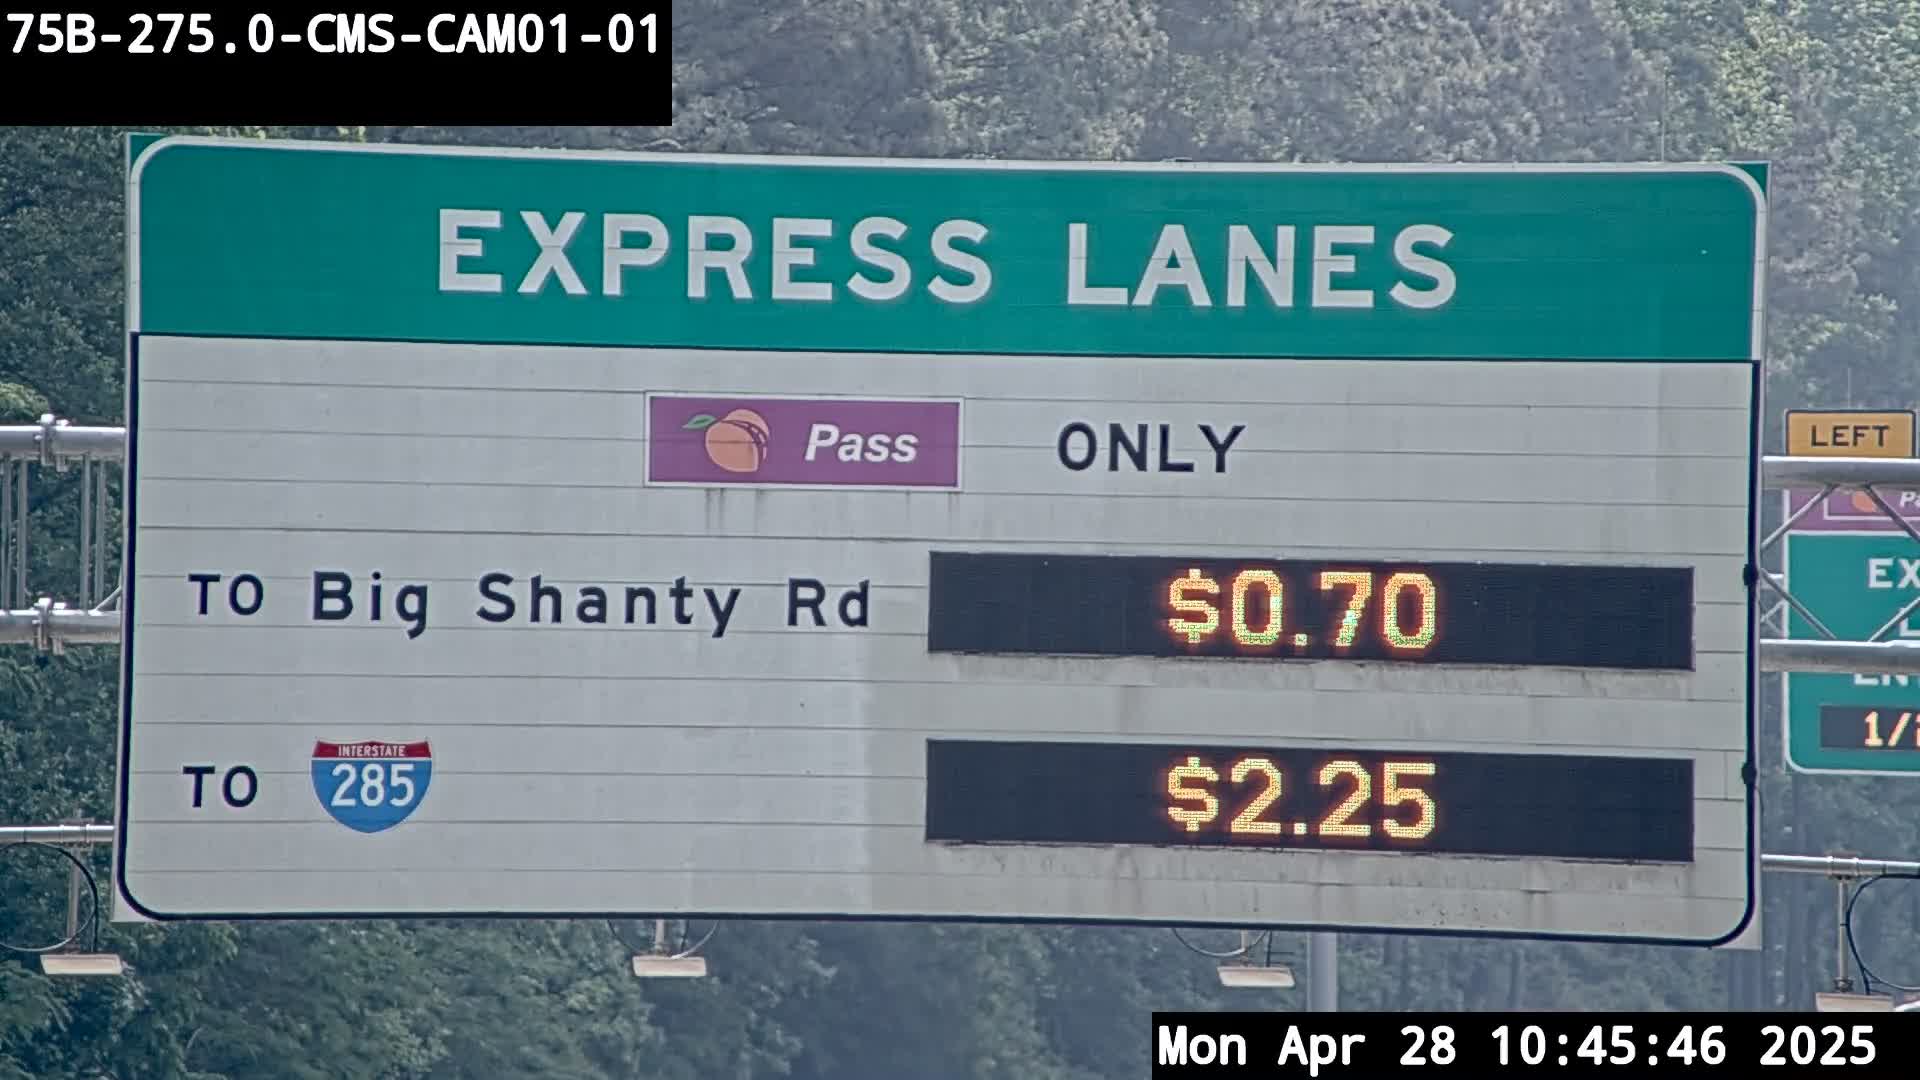 75B-275.0-CMS-CAM01-01
EXPRESS LANES
Pass ONLY
TO Big Shanty Rd $0.70
TO INTERSTATE 285 $2.25
LEFT
Mon Apr 28 10:45:46 2025